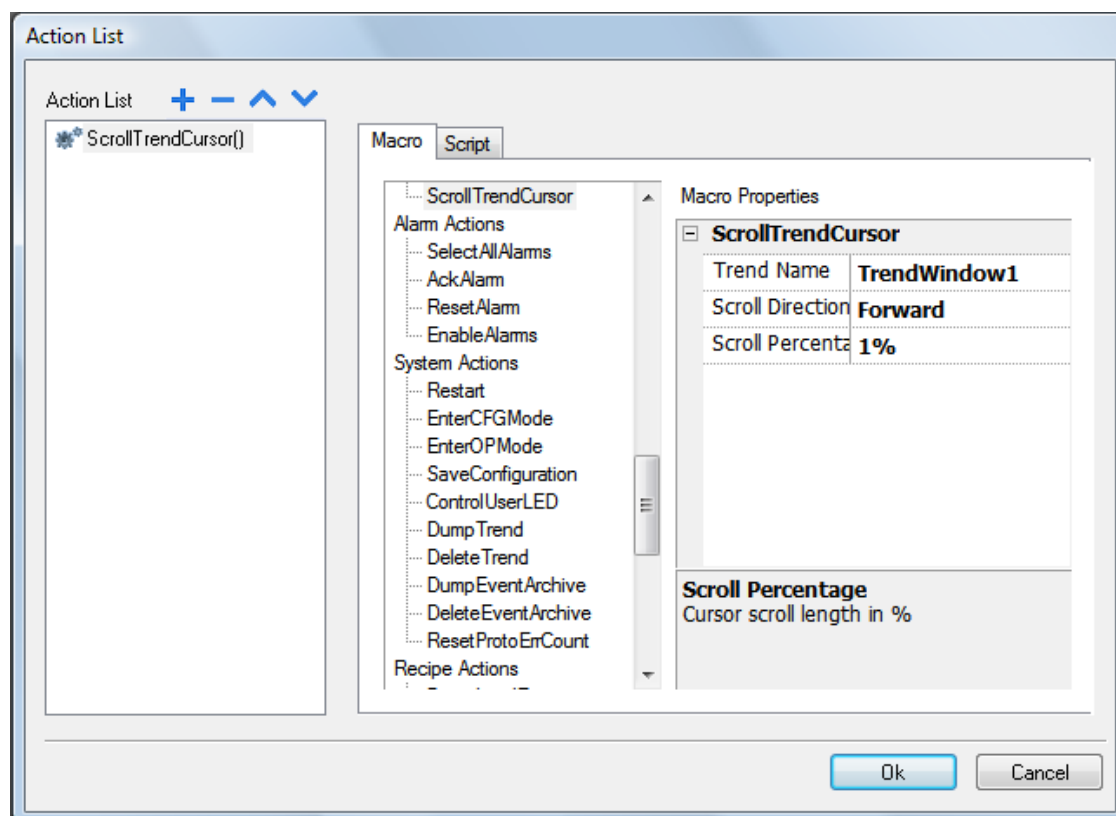 Action List
Action List
ScrollTrendCursor()
Macro
Script
ScrollTrendCursor
Alarm Actions
SelectAllAlarms
AckAlarm
ResetAlarm
EnableAlarms
System Actions
Restart
EnterCFGMode
EnterOPMode
SaveConfiguration
ControlUserLED
DumpTrend
DeleteTrend
DumpEventArchive
DeleteEventArchive
ResetProtoErrCount
Recipe Actions
Macro Properties
ScrollTrendCursor
Trend Name TrendWindow1
Scroll Direction Forward
Scroll Percenta 1%
Scroll Percentage
Cursor scroll length in %
Ok
Cancel